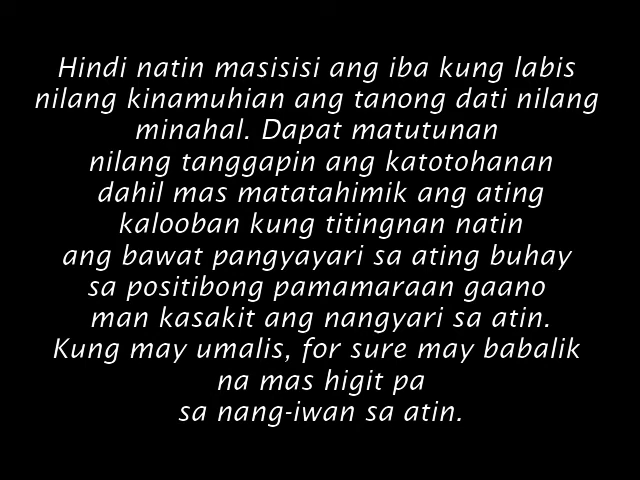 Hindi natin masisisi ang iba kung labis
nilang kinamuhian ang tanong dati nilang
minahal. Dapat matutunan
nilang tanggapin ang katotohanan
dahil mas matatahimik ang ating
kalooban kung titingnan natin
ang bawat pangyayari sa ating buhay
sa positibong pamamaraan gaano
man kasakit ang nangyari sa atin.
Kung may umalis, for sure may babalik
na mas higit pa
sa nang-iwan sa atin.